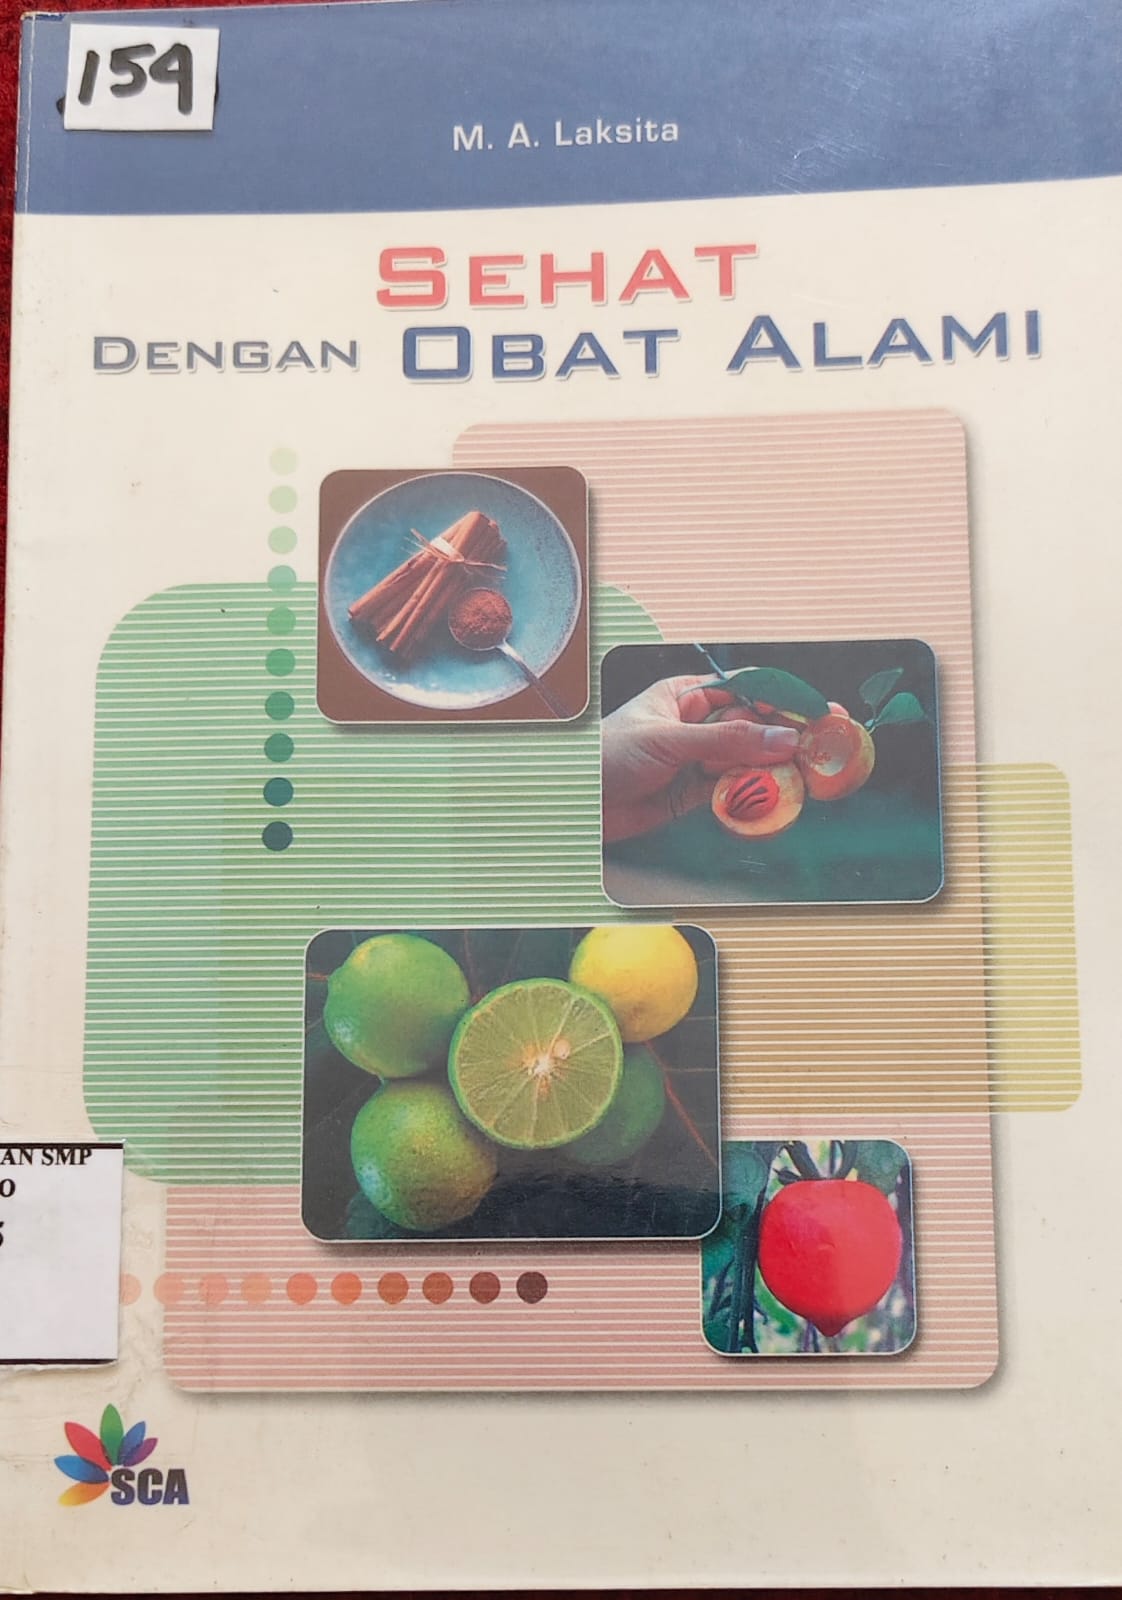 159
M. A. Laksita
SEHAT
DENGAN OBAT ALAMI
AN SMP
O
SCA